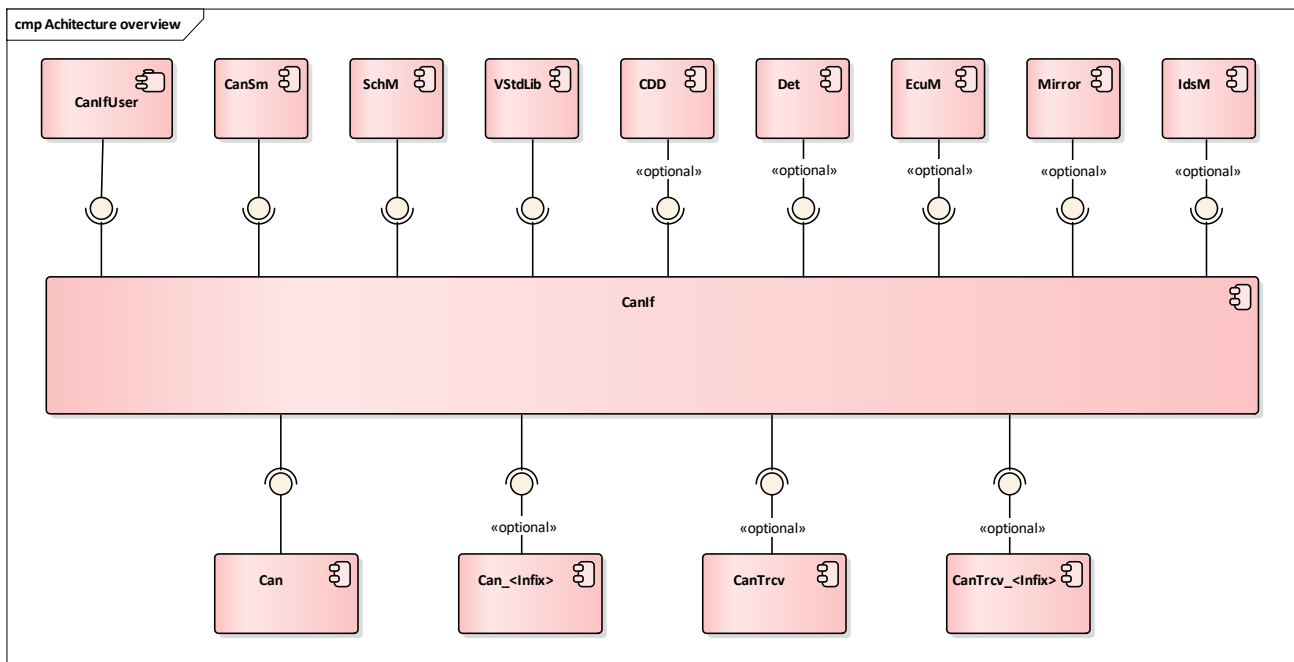 cmp Achitecture overview
CanIfUser
CanSm
SchM
VStdLib
CDD
Det
EcuM
Mirror
IdsM
«optional»
«optional»
«optional»
«optional»
«optional»
CanIf
«optional»
«optional»
«optional»
Can
Can_<Infix>
CanTrcv
CanTrcv_<Infix>